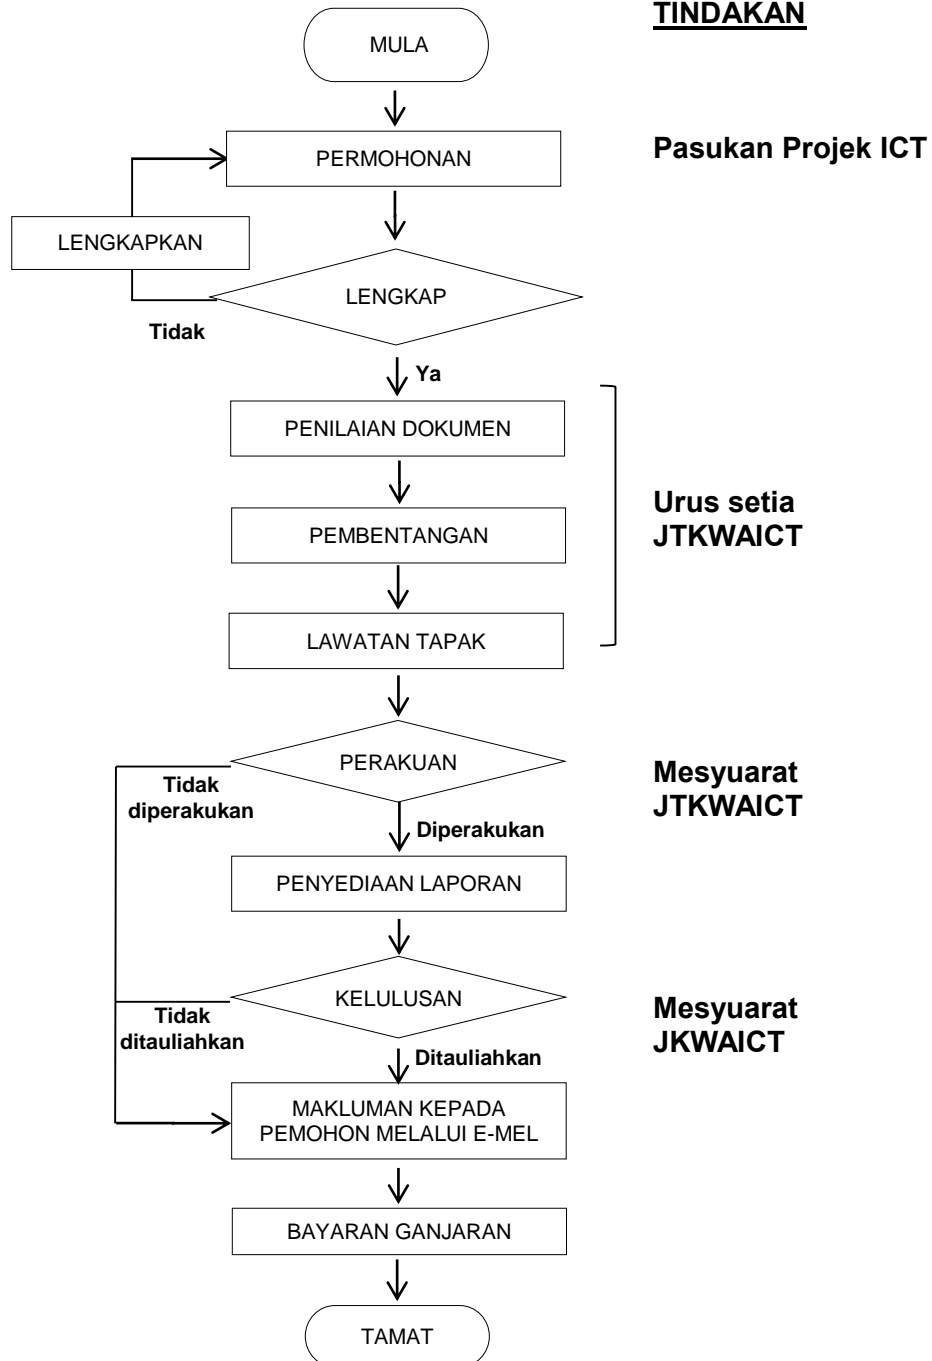 TINDAKAN
MULA
PERMOHONAN
Pasukan Projek ICT
LENGKAPKAN
LENGKAP
Tidak
Ya
PENILAIAN DOKUMEN
PEMBENTANGAN
Urus setia
JTKWAICT
LAWATAN TAPAK
PERAKUAN
Mesyuarat
JTKWAICT
Tidak
diperakukan
Diperakukan
PENYEDIAAN LAPORAN
KELULUSAN
Mesyuarat
JKWAICT
Tidak
ditauliahkan
Ditauliahkan
MAKLUMAN KEPADA
PEMOHON MELALUI E-MEL
BAYARAN GANJARAN
TAMAT